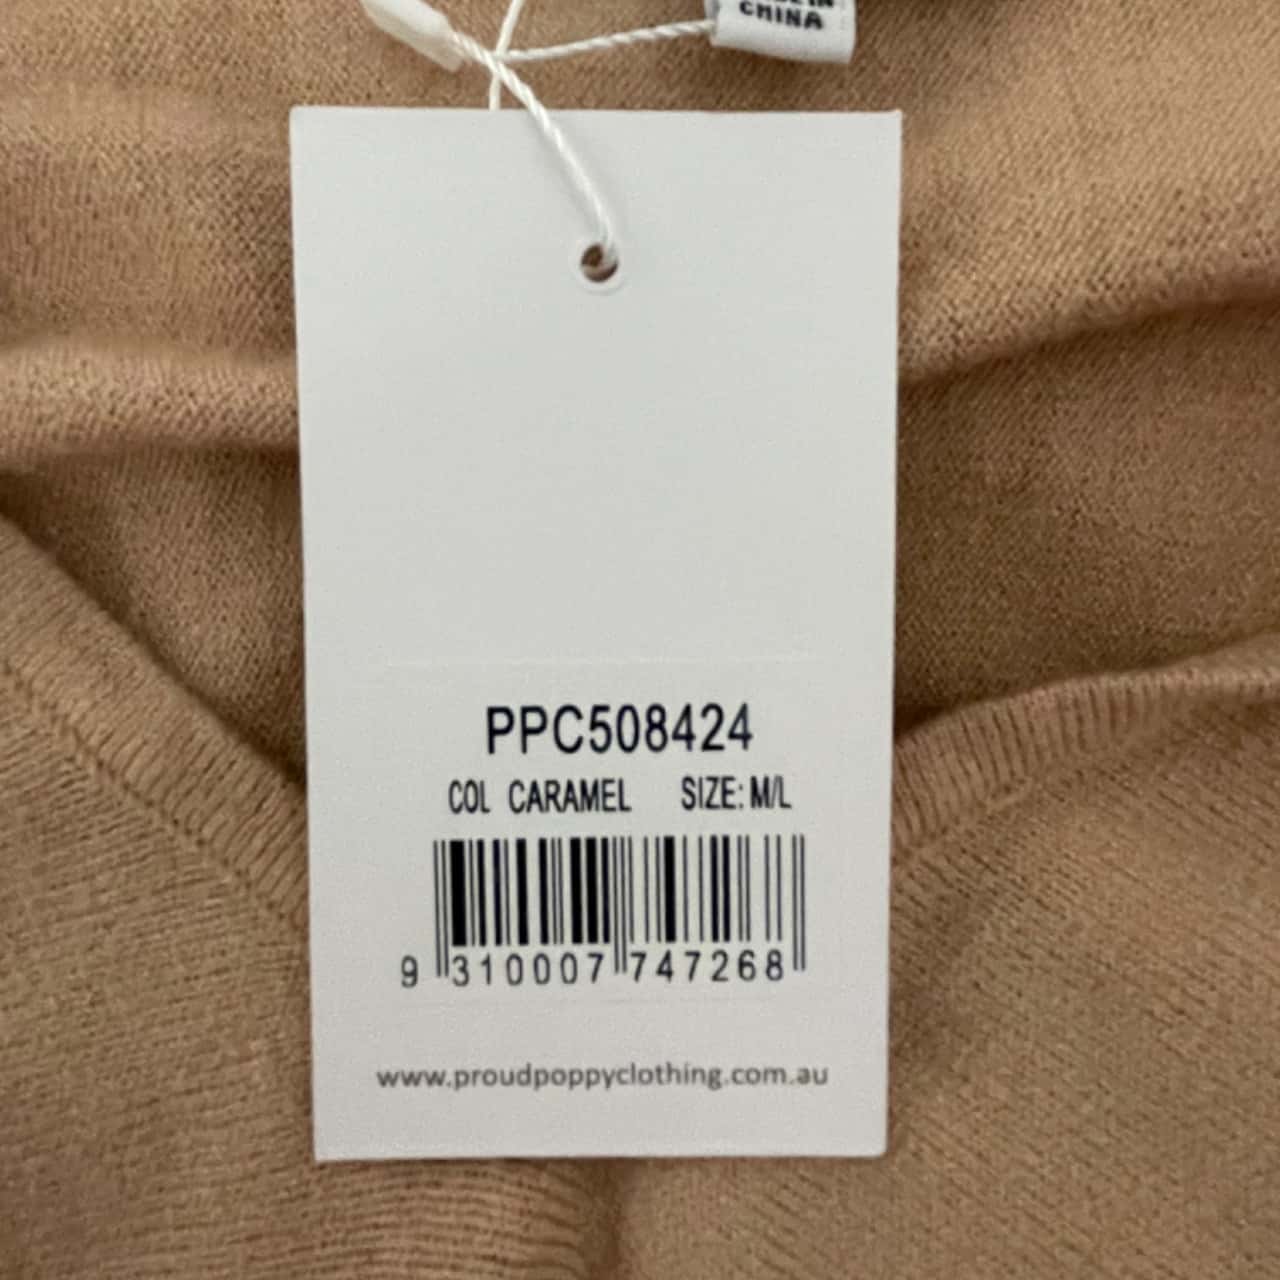 CHINA
PPC508424
COL CARAMEL SIZE: M/L
9 310007 747268
www.proudpoppyclothing.com.au